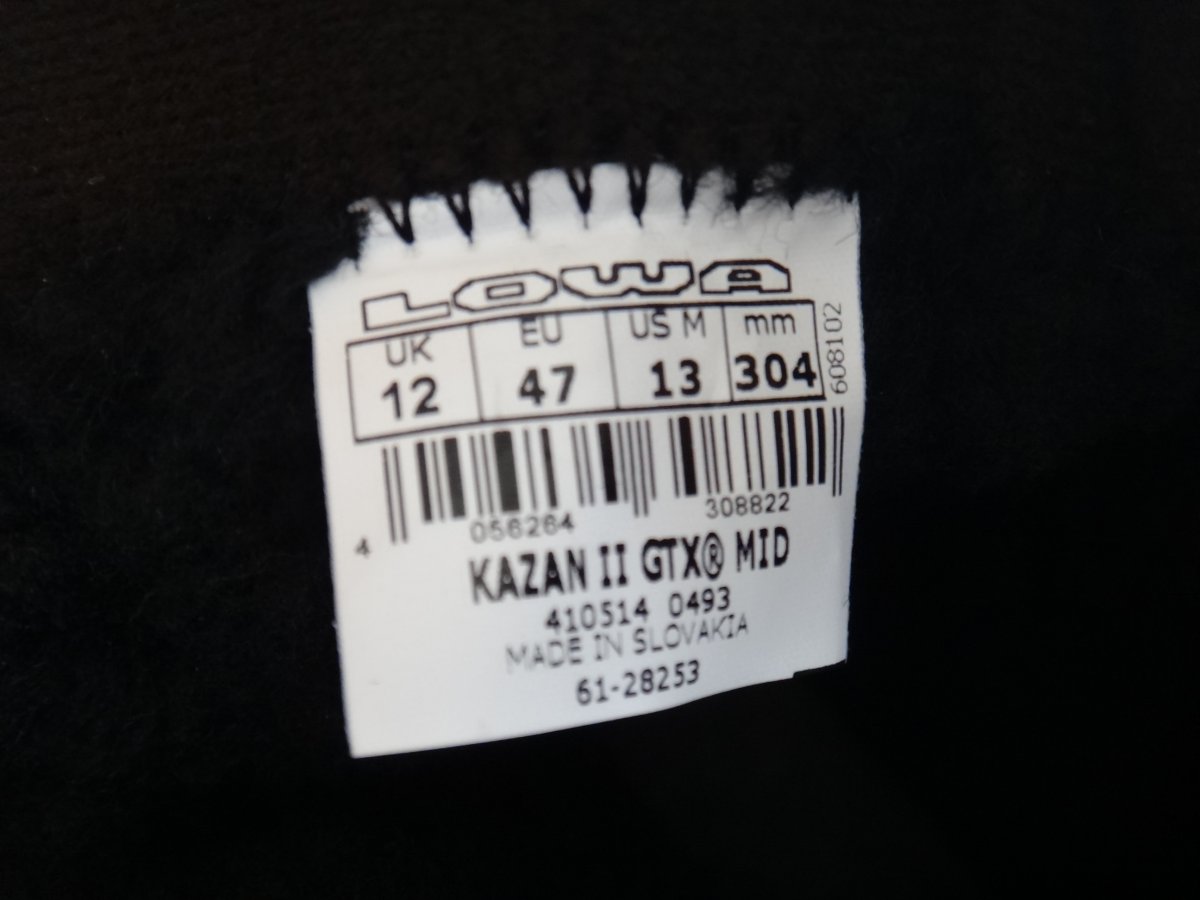 LOWA
UK EU US M mm
12 47 13 304
608102
4 056264 308822
KAZAN II GTX® MID
410514 0493
MADE IN SLOVAKIA
61-28253